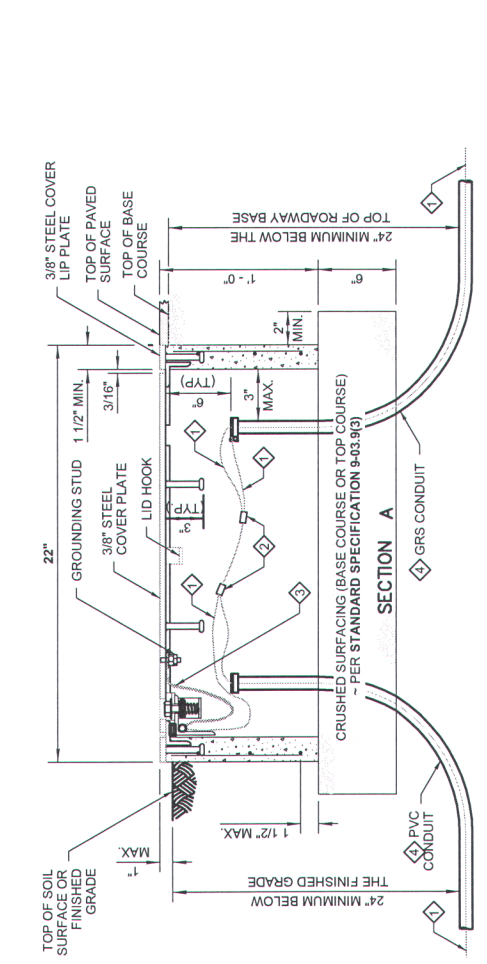 TOP OF SOIL
SURFACE OR
FINISHED
GRADE
22"
GROUNDING STUD
3/8" STEEL
COVER PLATE
LID HOOK
1 1/2" MIN.
3/16"
3/8" STEEL COVER
LIP PLATE
TOP OF PAVED
SURFACE
TOP OF BASE
COURSE
1"
MAX.
24" MINIMUM BELOW
THE FINISHED GRADE
1 1/2" MAX.
3"
(TYP)
6"
(TYP)
3"
MAX.
2"
MIN.
1' - 0"
6"
24" MINIMUM BELOW THE
TOP OF ROADWAY BASE
1
1
1
1
1
2
3
CRUSHED SURFACING (BASE COURSE OR TOP COURSE)
~ PER STANDARD SPECIFICATION 9-03.9(3)
SECTION A
4 PVC
CONDUIT
4 GRS CONDUIT